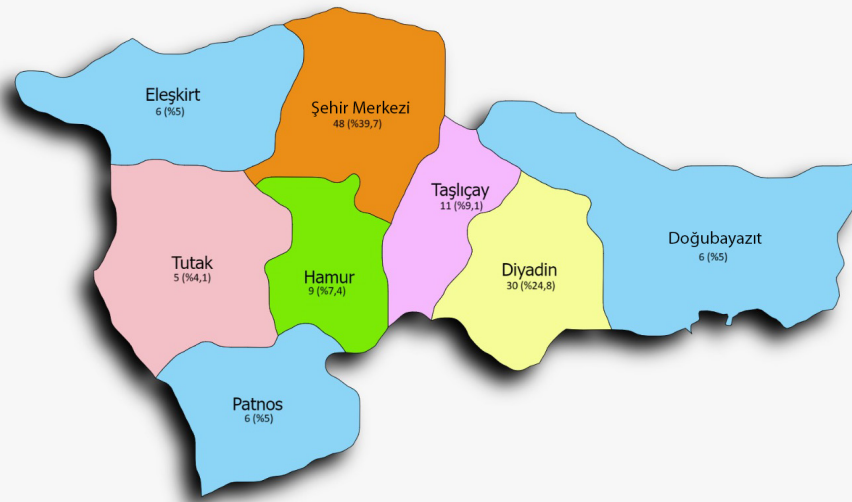 Eleşkirt
6 (%5)
Şehir Merkezi
48 (%39,7)
Taşlıçay
11 (%9,1)
Doğubayazıt
6 (%5)
Tutak
5 (%4,1)
Hamur
9 (%7,4)
Diyadin
30 (%24,8)
Patnos
6 (%5)